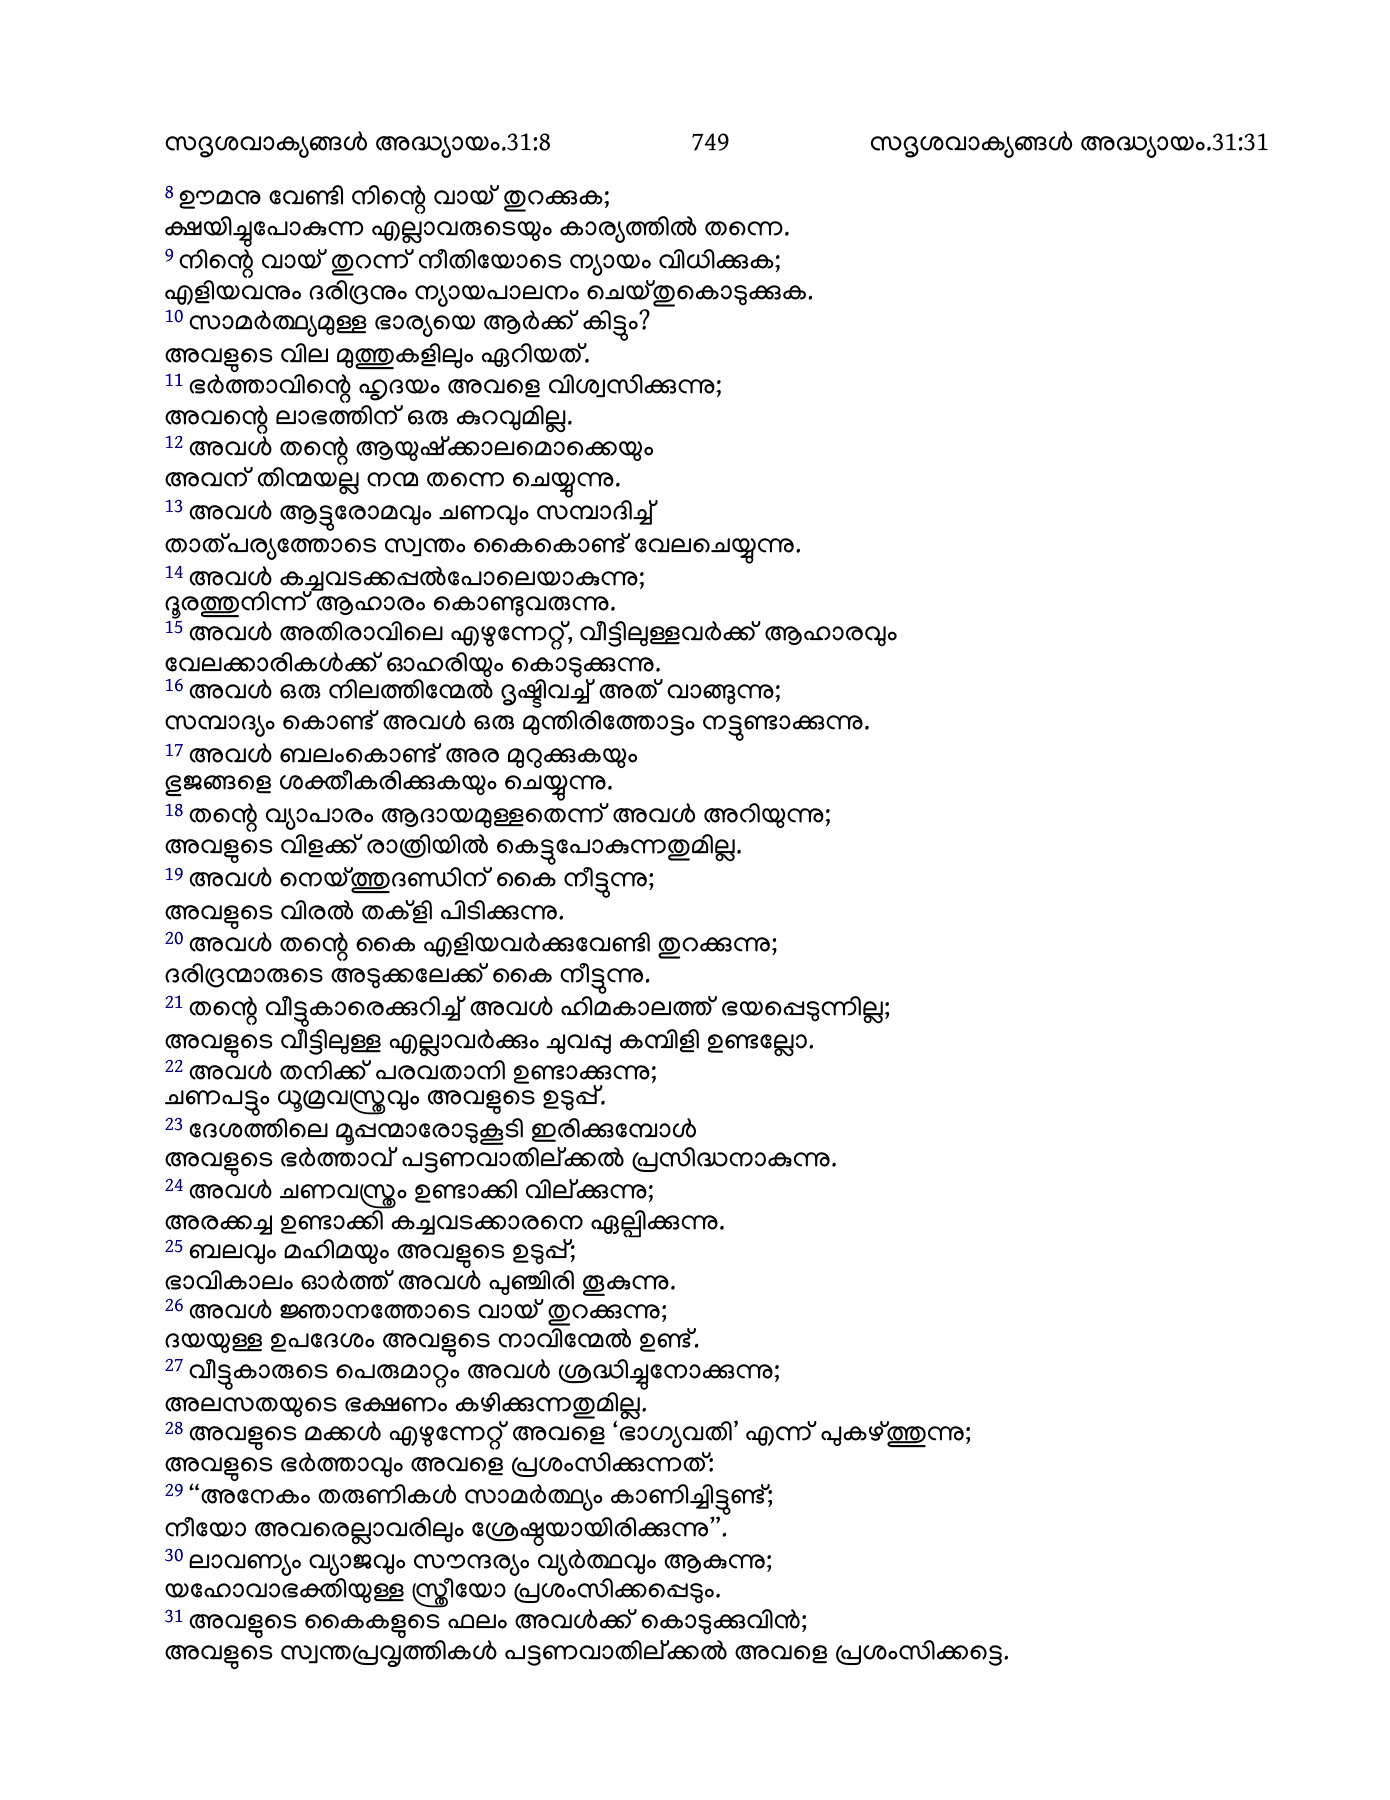 സദൃശവാക്യങ്ങൾ അദ്ധ്യായം.31:8 749 സദൃശവാക്യങ്ങൾ അദ്ധ്യായം.31:31
8 ഊമനു വേണ്ടി നിന്റെ വായ് തുറക്കുക;
ക്ഷയിച്ചുപോകുന്ന എല്ലാവരുടെയും കാര്യത്തിൽ തന്നെ.
9 നിന്റെ വായ് തുറന്ന് നീതിയോടെ ന്യായം വിധിക്കുക;
എളിയവനും ദരിദ്രനും ന്യായപാലനം ചെയ്തുകൊടുക്കുക.
10 സാമർത്ഥ്യമുള്ള ഭാര്യയെ ആർക്ക് കിട്ടും?
അവളുടെ വില മുത്തുകളിലും ഏറിയത്.
11 ഭർത്താവിന്റെ ഹൃദയം അവളെ വിശ്വസിക്കുന്നു;
അവന്റെ ലാഭത്തിന് ഒരു കുറവുമില്ല.
12 അവൾ തന്റെ ആയുഷ്ക്കാലമൊക്കെയും
അവന് തിന്മയല്ല നന്മ തന്നെ ചെയ്യുന്നു.
13 അവൾ ആട്ടുരോമവും ചണവും സമ്പാദിച്ച്
താത്പര്യത്തോടെ സ്വന്തം കൈകൊണ്ട് വേലചെയ്യുന്നു.
14 അവൾ കച്ചവടക്കപ്പൽപോലെയാകുന്നു;
ദൂരത്തുനിന്ന് ആഹാരം കൊണ്ടുവരുന്നു.
15 അവൾ അതിരാവിലെ എഴുന്നേറ്റ്, വീട്ടിലുള്ളവർക്ക് ആഹാരവും
വേലക്കാരികൾക്ക് ഓഹരിയും കൊടുക്കുന്നു.
16 അവൾ ഒരു നിലത്തിന്മേൽ ദൃഷ്ടിവച്ച് അത് വാങ്ങുന്നു;
സമ്പാദ്യം കൊണ്ട് അവൾ ഒരു മുന്തിരിത്തോട്ടം നട്ടുണ്ടാക്കുന്നു.
17 അവൾ ബലംകൊണ്ട് അര മുറുക്കുകയും
ഭുജങ്ങളെ ശക്തീകരിക്കുകയും ചെയ്യുന്നു.
18 തന്റെ വ്യാപാരം ആദായമുള്ളതെന്ന് അവൾ അറിയുന്നു;
അവളുടെ വിളക്ക് രാത്രിയിൽ കെട്ടുപോകുന്നതുമില്ല.
19 അവൾ നെയ്ത്തുദണ്ഡിന് കൈ നീട്ടുന്നു;
അവളുടെ വിരൽ തക്ളി പിടിക്കുന്നു.
20 അവൾ തന്റെ കൈ എളിയവർക്കുവേണ്ടി തുറക്കുന്നു;
ദരിദ്രന്മാരുടെ അടുക്കലേക്ക് കൈ നീട്ടുന്നു.
21 തന്റെ വീട്ടുകാരെക്കുറിച്ച് അവൾ ഹിമകാലത്ത് ഭയപ്പെടുന്നില്ല;
അവളുടെ വീട്ടിലുള്ള എല്ലാവർക്കും ചുവപ്പു കമ്പിളി ഉണ്ടല്ലോ.
22 അവൾ തനിക്ക് പരവതാനി ഉണ്ടാക്കുന്നു;
ചണപട്ടും ധൂമ്രവസ്ത്രവും അവളുടെ ഉടുപ്പ്.
23 ദേശത്തിലെ മൂപ്പന്മാരോടുകൂടി ഇരിക്കുമ്പോൾ
അവളുടെ ഭർത്താവ് പട്ടണവാതില്ക്കൽ പ്രസിദ്ധനാകുന്നു.
24 അവൾ ചണവസ്ത്രം ഉണ്ടാക്കി വില്ക്കുന്നു;
അരക്കച്ച ഉണ്ടാക്കി കച്ചവടക്കാരനെ ഏല്പിക്കുന്നു.
25 ബലവും മഹിമയും അവളുടെ ഉടുപ്പ്;
ഭാവികാലം ഓർത്ത് അവൾ പുഞ്ചിരി തൂകുന്നു.
26 അവൾ ജ്ഞാനത്തോടെ വായ് തുറക്കുന്നു;
ദയയുള്ള ഉപദേശം അവളുടെ നാവിന്മേൽ ഉണ്ട്.
27 വീട്ടുകാരുടെ പെരുമാറ്റം അവൾ ശ്രദ്ധിച്ചുനോക്കുന്നു;
അലസതയുടെ ഭക്ഷണം കഴിക്കുന്നതുമില്ല.
28 അവളുടെ മക്കൾ എഴുന്നേറ്റ് അവളെ ‘ഭാഗ്യവതി’ എന്ന് പുകഴ്ത്തുന്നു;
അവളുടെ ഭർത്താവും അവളെ പ്രശംസിക്കുന്നത്:
29 “അനേകം തരുണികൾ സാമർത്ഥ്യം കാണിച്ചിട്ടുണ്ട്;
നീയോ അവരെല്ലാവരിലും ശ്രേഷ്ഠയായിരിക്കുന്നു”.
30 ലാവണ്യം വ്യാജവും സൗന്ദര്യം വ്യർത്ഥവും ആകുന്നു;
യഹോവാഭക്തിയുള്ള സ്ത്രീയോ പ്രശംസിക്കപ്പെടും.
31 അവളുടെ കൈകളുടെ ഫലം അവൾക്ക് കൊടുക്കുവിൻ;
അവളുടെ സ്വന്തപ്രവൃത്തികൾ പട്ടണവാതില്ക്കൽ അവളെ പ്രശംസിക്കട്ടെ.